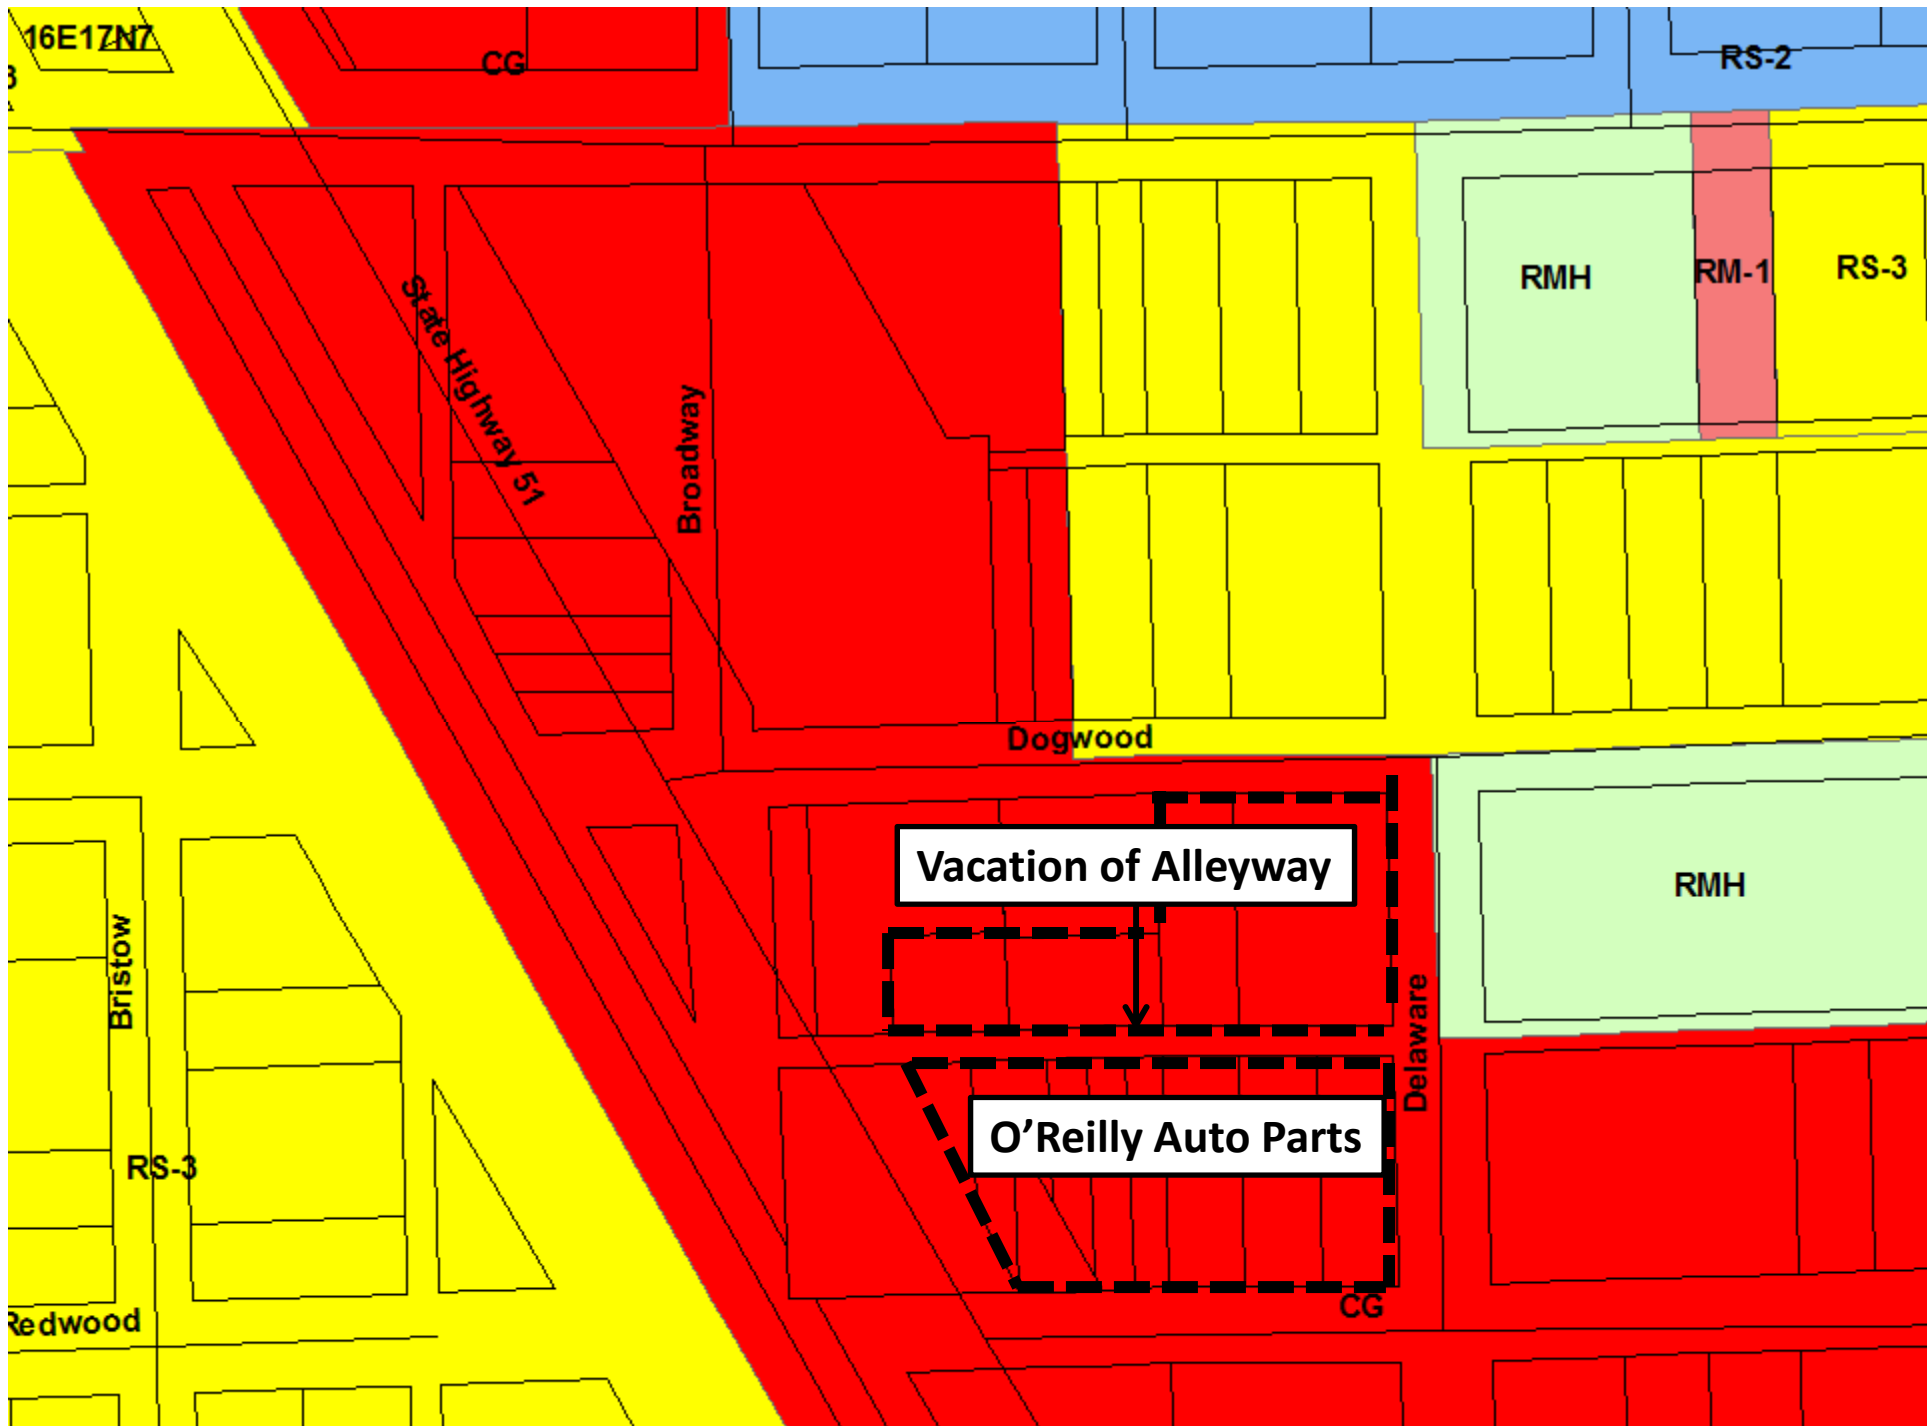 16E17N7
CG
RS-2
3
RMH
RM-1
RS-3
State Highway 51
Broadway
Dogwood
Vacation of Alleyway
RMH
Bristow
Delaware
O’Reilly Auto Parts
RS-3
CG
Redwood